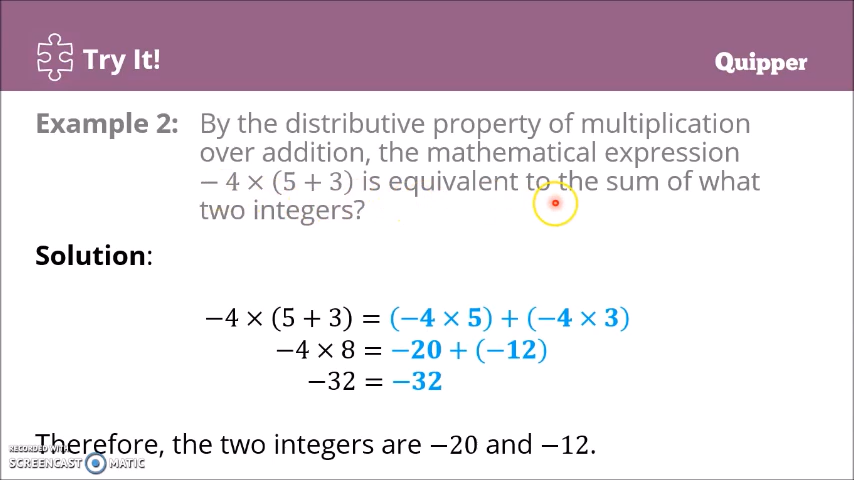 Try It!
Quipper
Example 2: By the distributive property of multiplication
over addition, the mathematical expression
−4 × (5 + 3) is equivalent to the sum of what
two integers?
Solution:
−4 × (5 + 3) = (−4 × 5) + (−4 × 3)
−4 × 8 = −20 + (−12)
−32 = −32
Therefore, the two integers are −20 and −12.
RECORDED WITH
SCREENCAST MATIC